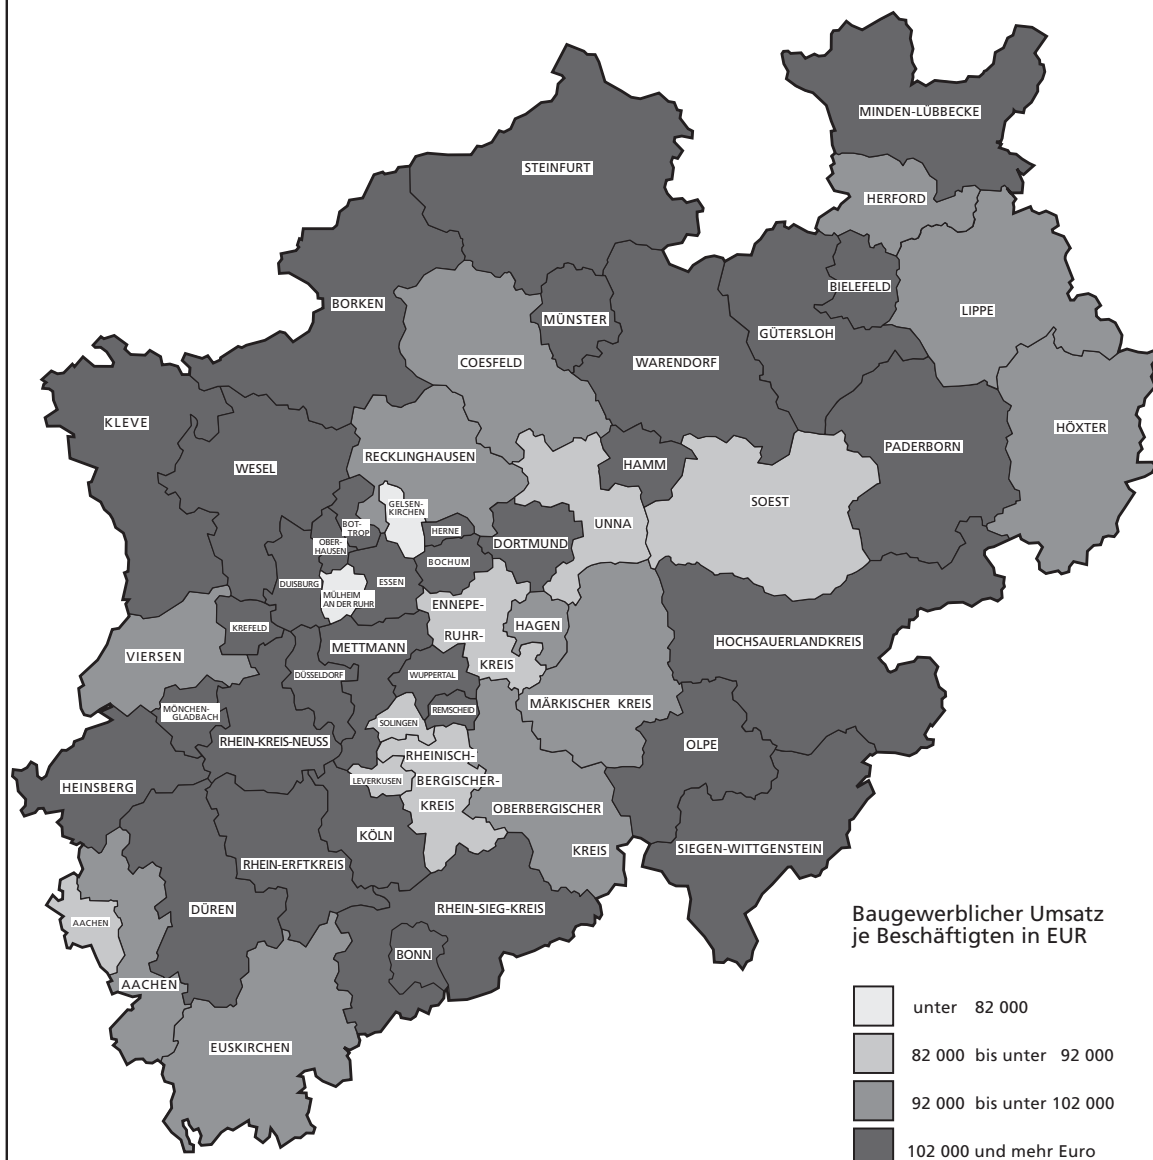 MINDEN-LÜBBECKE
STEINFURT
HERFORD
BIELEFELD
BORKEN
LIPPE
MÜNSTER
GÜTERSLOH
COESFELD
WARENDORF
KLEVE
HÖXTER
PADERBORN
RECKLINGHAUSEN
WESEL
HAMM
SOEST
GELSEN-
KIRCHEN
BOT-
TROP
HERNE
UNNA
OBER-
HAUSEN
DORTMUND
BOCHUM
DUISBURG
ESSEN
MÜLHEIM
AN DER RUHR
ENNEPE-
RUHR-
KREIS
HAGEN
KREFELD
METTMANN
HOCHSAUERLANDKREIS
VIERSEN
DÜSSELDORF
WUPPERTAL
MÄRKISCHER KREIS
MÖNCHEN-
GLADBACH
REMSCHEID
SOLINGEN
RHEIN-KREIS-NEUSS
OLPE
RHEINISCH-
BERGISCHER-
KREIS
LEVERKUSEN
HEINSBERG
OBERBERGISCHER
KREIS
KÖLN
SIEGEN-WITTGENSTEIN
RHEIN-ERFTKREIS
DÜREN
RHEIN-SIEG-KREIS
AACHEN
BONN
AACHEN
EUSKIRCHEN
Baugewerblicher Umsatz
je Beschäftigten in EUR
unter 82 000
82 000 bis unter 92 000
92 000 bis unter 102 000
102 000 und mehr Euro